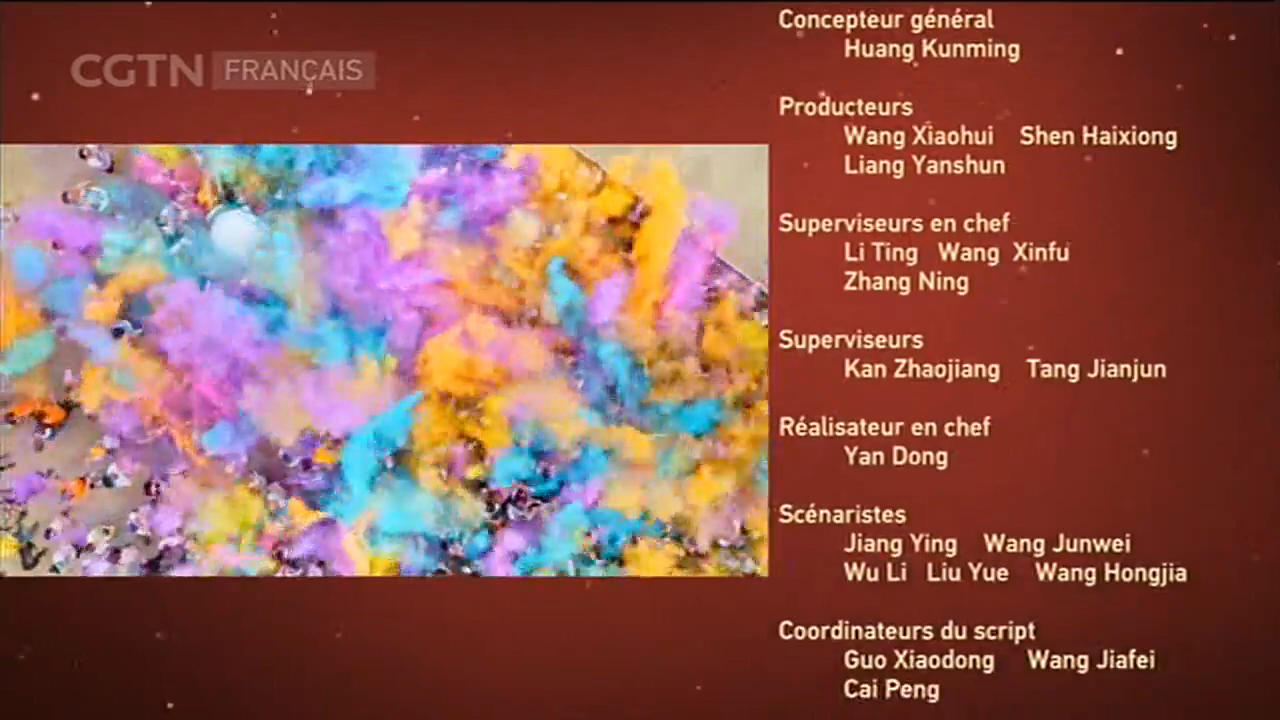 CGTN FRANÇAIS
Concepteur général
Huang Kunming
Producteurs
Wang Xiaohui Shen Haixiong
Liang Yanshun
Superviseurs en chef
Li Ting Wang Xinfu
Zhang Ning
Superviseurs
Kan Zhaojiang Tang Jianjun
Réalisateur en chef
Yan Dong
Scénaristes
Jiang Ying Wang Junwei
Wu Li Liu Yue Wang Hongjia
Coordinateurs du script
Guo Xiaodong Wang Jiafei
Cai Peng